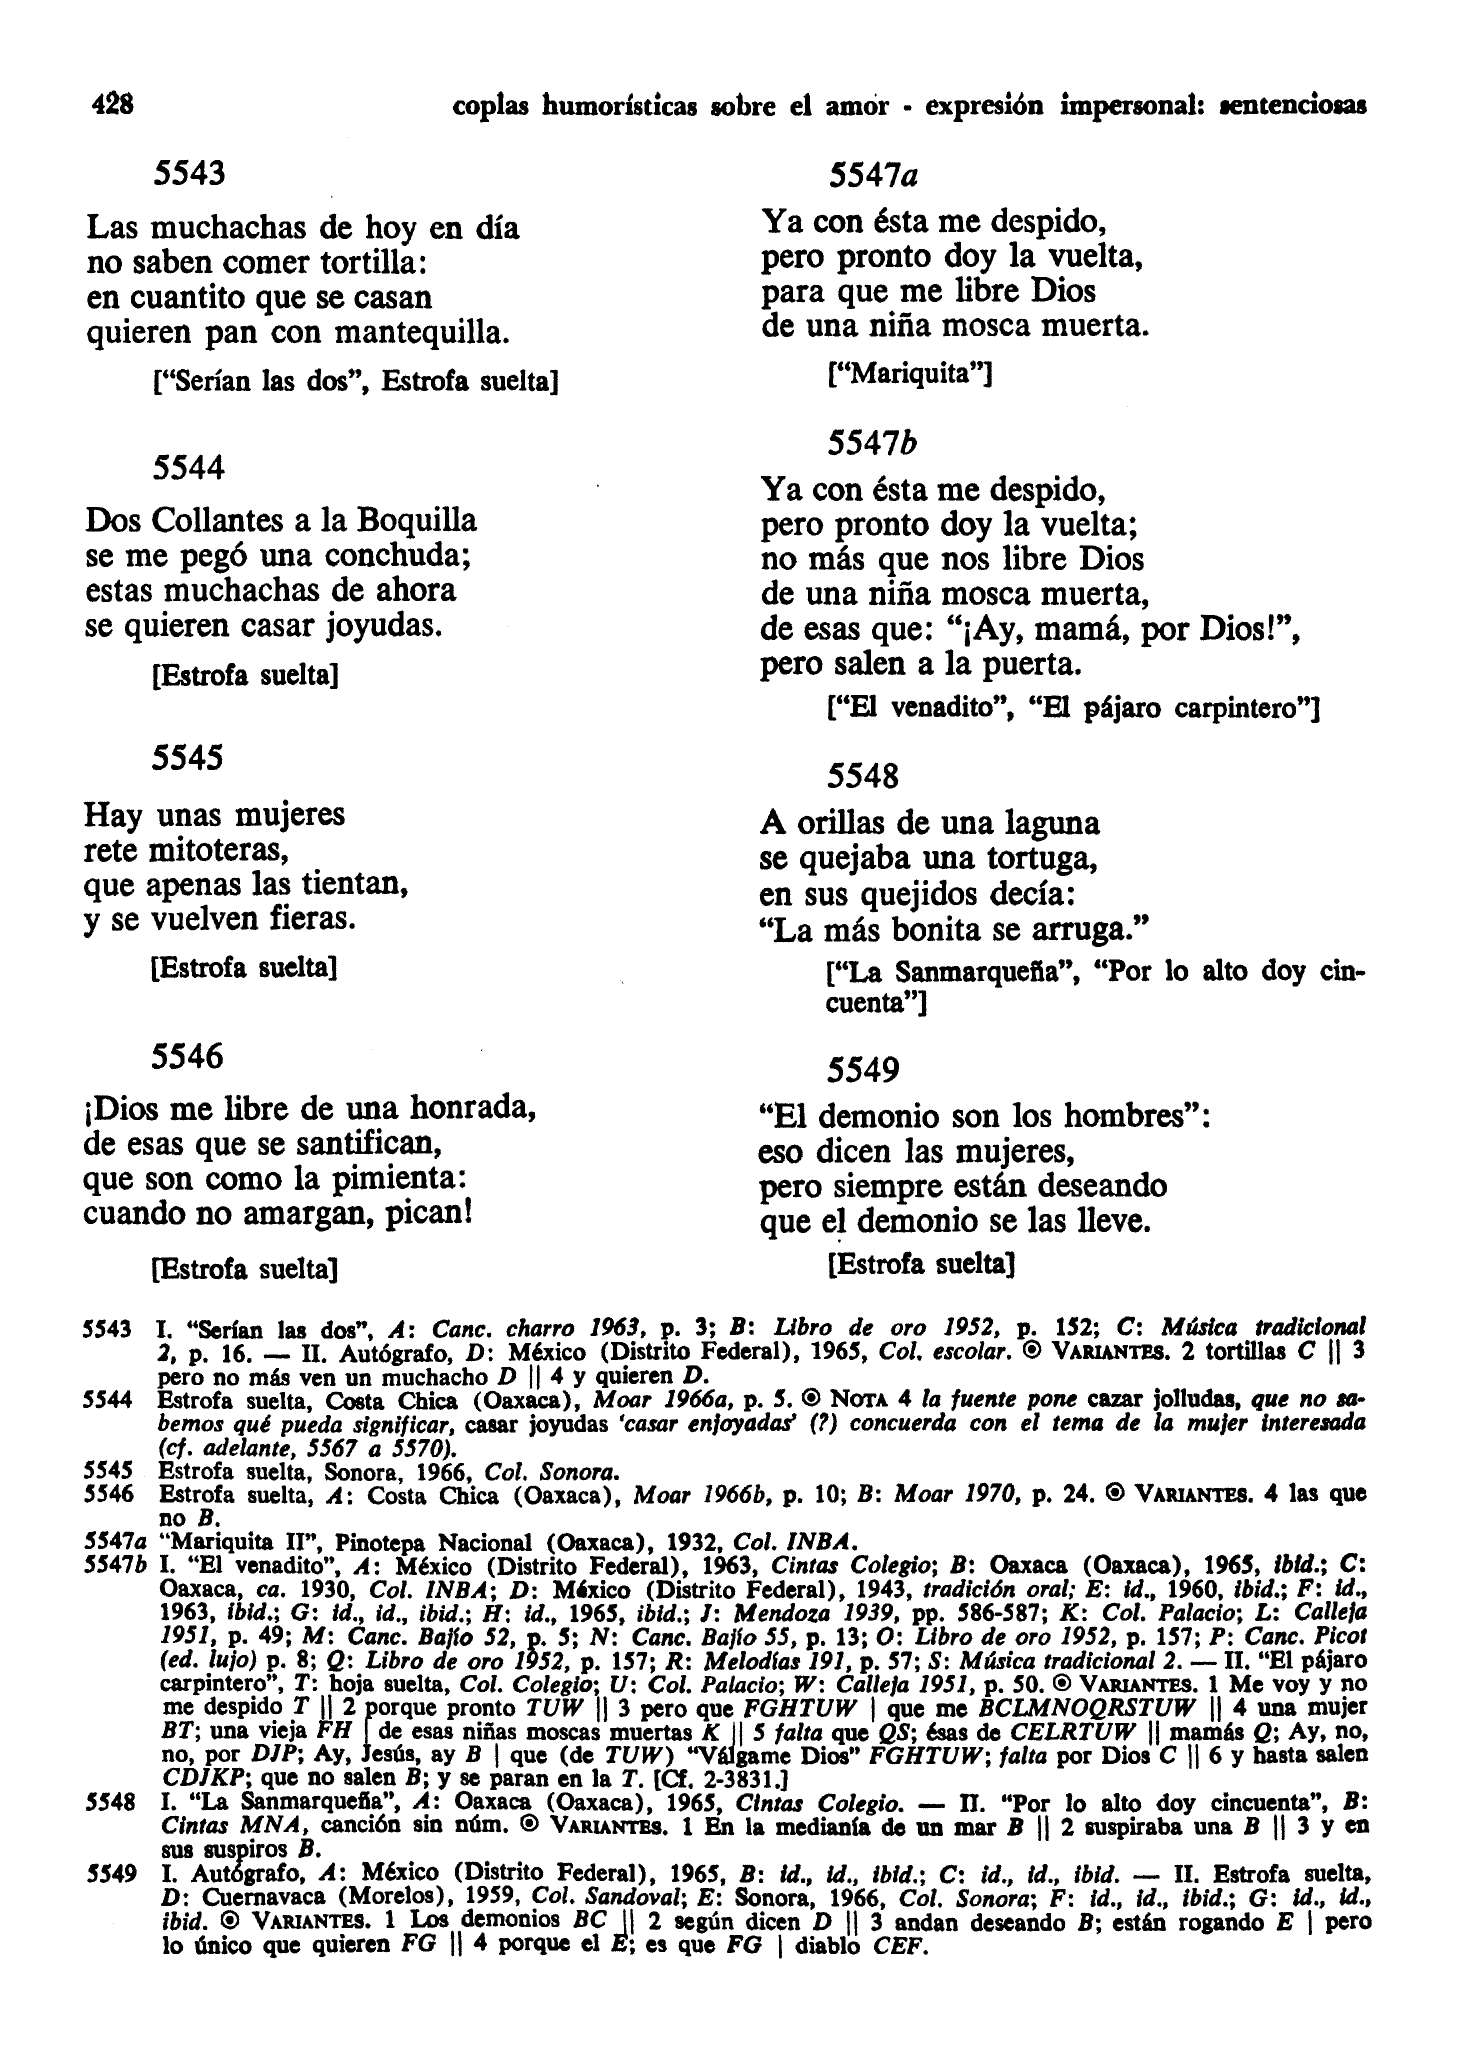 428
coplas humorísticas sobre el amor - expresión impersonal: sentenciosas
5543
Las muchachas de hoy en día
no saben comer tortilla:
en cuantito que se casan
quieren pan con mantequilla.
[“Serían las dos”, Estrofa suelta]
5544
Dos Collantes a la Boquilla
se me pegó una conchuda;
estas muchachas de ahora
se quieren casar joyudas.
[Estrofa suelta]
5545
Hay unas mujeres
rete mitoteras,
que apenas las tientan,
y se vuelven fieras.
[Estrofa suelta]
5546
¡Dios me libre de una honrada,
de esas que se santifican,
que son como la pimienta:
cuando no amargan, pican!
[Estrofa suelta]
5547a
Ya con ésta me despido,
pero pronto doy la vuelta,
para que me libre Dios
de una niña mosca muerta.
[“Mariquita”]
5547b
Ya con ésta me despido,
pero pronto doy la vuelta;
no más que nos libre Dios
de una niña mosca muerta,
de esas que: “¡Ay, mamá, por Dios!”,
pero salen a la puerta.
[“El venadito”, “El pájaro carpintero”]
5548
A orillas de una laguna
se quejaba una tortuga,
en sus quejidos decía:
“La más bonita se arruga.”
[“La Sanmarqueña”, “Por lo alto doy cin-
cuenta”]
5549
“El demonio son los hombres”:
eso dicen las mujeres,
pero siempre están deseando
que el demonio se las lleve.
[Estrofa suelta]
5543 I. “Serían las dos”, A: Canc. charro 1963, p. 3; B: Libro de oro 1952, p. 152; C: Música tradicional
2, p. 16. — II. Autógrafo, D: México (Distrito Federal), 1965, Col. escolar. ⊙ VARIANTES. 2 tortillas C || 3
pero no más ven un muchacho D || 4 y quieren D.
5544 Estrofa suelta, Costa Chica (Oaxaca), Moar 1966a, p. 5. ⊙ NOTA 4 la fuente pone cazar jolludas, que no sa-
bemos qué pueda significar, casar joyudas ‘casar enjoyadas’ (?) concuerda con el tema de la mujer interesada
(cf. adelante, 5567 a 5570).
5545 Estrofa suelta, Sonora, 1966, Col. Sonora.
5546 Estrofa suelta, A: Costa Chica (Oaxaca), Moar 1966b, p. 10; B: Moar 1970, p. 24. ⊙ VARIANTES. 4 las que
no B.
5547a “Mariquita II”, Pinotepa Nacional (Oaxaca), 1932, Col. INBA.
5547b I. “El venadito”, A: México (Distrito Federal), 1963, Cintas Colegio; B: Oaxaca (Oaxaca), 1965, ibid.; C:
Oaxaca, ca. 1930, Col. INBA; D: México (Distrito Federal), 1943, tradición oral; E: id., 1960, ibid.; F: id.,
1963, ibid.; G: id., id., ibid.; H: id., 1965, ibid.; J: Mendoza 1939, pp. 586-587; K: Col. Palacio; L: Calleja
1951, p. 49; M: Canc. Bajío 52, p. 5; N: Canc. Bajío 55, p. 13; O: Libro de oro 1952, p. 157; P: Canc. Picot
(ed. lujo) p. 8; Q: Libro de oro 1952, p. 157; R: Melodías 191, p. 57; S: Música tradicional 2. — II. “El pájaro
carpintero”, T: hoja suelta, Col. Colegio; U: Col. Palacio; W: Calleja 1951, p. 50. ⊙ VARIANTES. 1 Me voy y no
me despido T || 2 porque pronto TUW || 3 pero que FGHTUW | que me BCLMNOQRSTUW || 4 una mujer
BT; una vieja FH | de esas niñas moscas muertas K || 5 falta que QS; ésas de CELRTUW || mamás Q; Ay, no,
no, por DJP; Ay, Jesús, ay B | que (de TUW) “Válgame Dios” FGHTUW; falta por Dios C || 6 y hasta salen
CDJKP; que no salen B; y se paran en la T. [Cf. 2-3831.]
5548 I. “La Sanmarqueña”, A: Oaxaca (Oaxaca), 1965, Cintas Colegio. — II. “Por lo alto doy cincuenta”, B:
Cintas MNA, canción sin núm. ⊙ VARIANTES. 1 En la medianía de un mar B || 2 suspiraba una B || 3 y en
sus suspiros B.
5549 I. Autógrafo, A: México (Distrito Federal), 1965, B: id., id., ibid.; C: id., id., ibid. — II. Estrofa suelta,
D: Cuernavaca (Morelos), 1959, Col. Sandoval; E: Sonora, 1966, Col. Sonora; F: id., id., ibid.; G: id., id.,
ibid. ⊙ VARIANTES. 1 Los demonios BC || 2 según dicen D || 3 andan deseando B; están rogando E | pero
lo único que quieren FG || 4 porque el E; es que FG | diablo CEF.